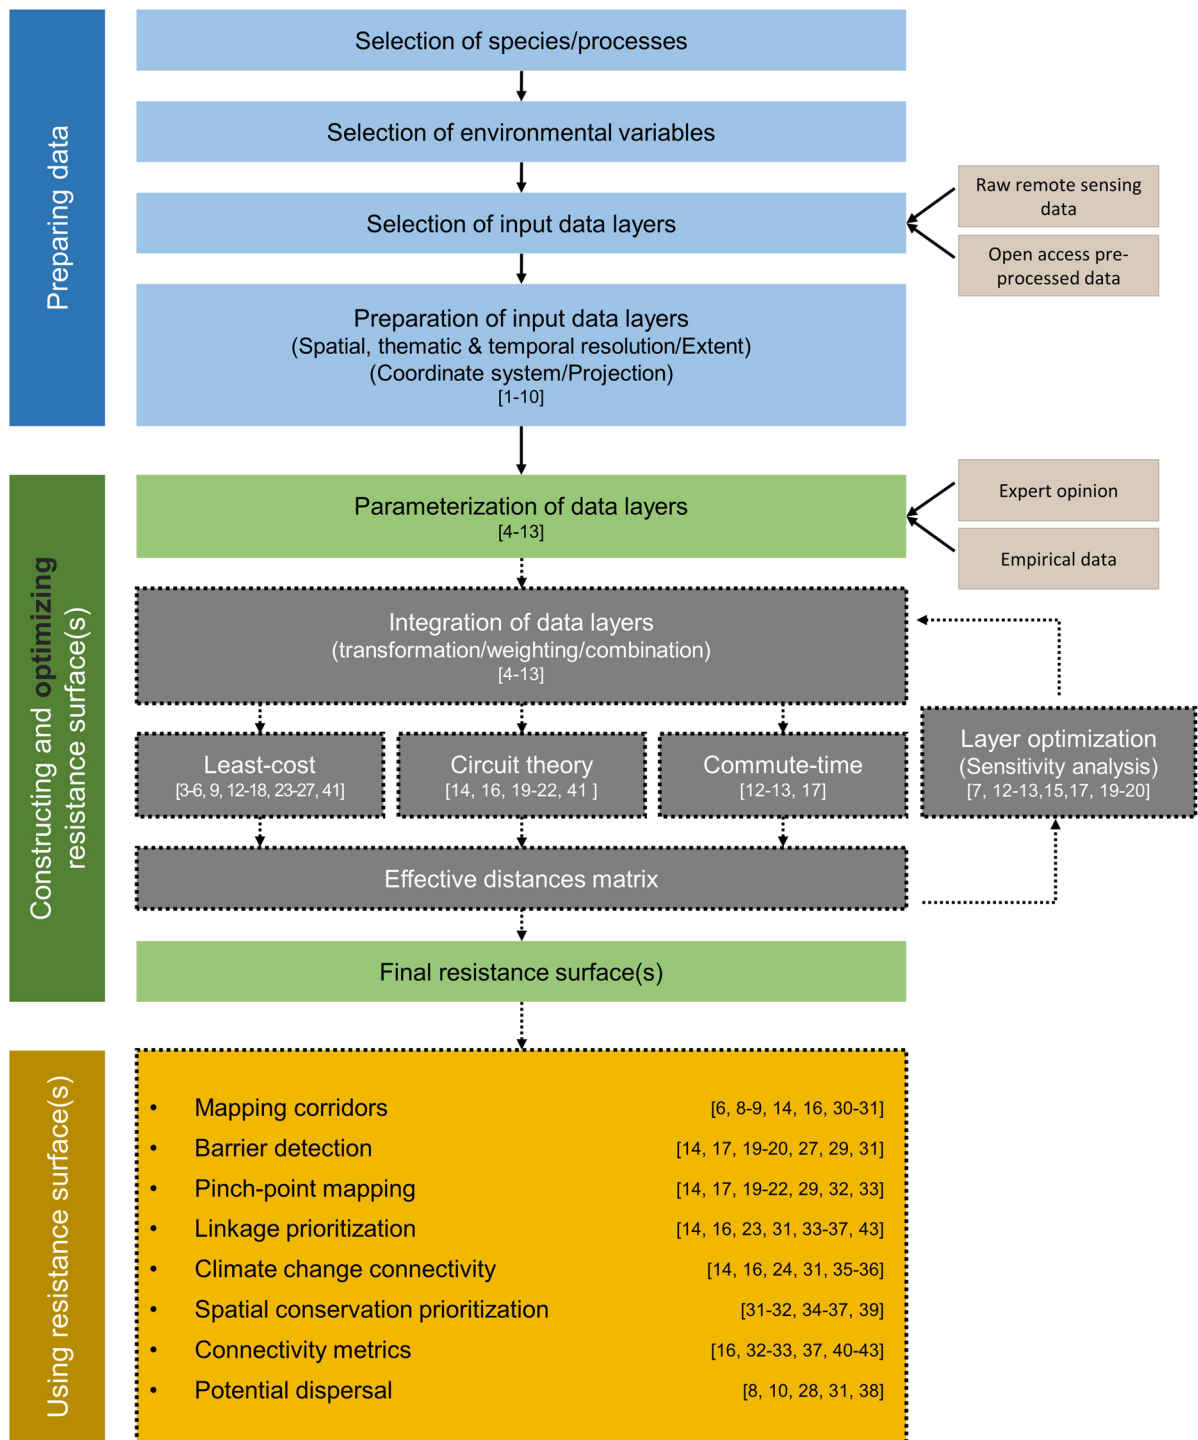 Preparing data
Selection of species/processes
Selection of environmental variables
Selection of input data layers
Raw remote sensing
data
Open access pre-
processed data
Preparation of input data layers
(Spatial, thematic & temporal resolution/Extent)
(Coordinate system/Projection)
[1-10]
Constructing and optimizing
resistance surface(s)
Parameterization of data layers
[4-13]
Expert opinion
Empirical data
Integration of data layers
(transformation/weighting/combination)
[4-13]
Least-cost
[3-6, 9, 12-18, 23-27, 41]
Circuit theory
[14, 16, 19-22, 41 ]
Commute-time
[12-13, 17]
Layer optimization
(Sensitivity analysis)
[7, 12-13,15,17, 19-20]
Effective distances matrix
Final resistance surface(s)
Using resistance surface(s)
• Mapping corridors [6, 8-9, 14, 16, 30-31]
• Barrier detection [14, 17, 19-20, 27, 29, 31]
• Pinch-point mapping [14, 17, 19-22, 29, 32, 33]
• Linkage prioritization [14, 16, 23, 31, 33-37, 43]
• Climate change connectivity [14, 16, 24, 31, 35-36]
• Spatial conservation prioritization [31-32, 34-37, 39]
• Connectivity metrics [16, 32-33, 37, 40-43]
• Potential dispersal [8, 10, 28, 31, 38]